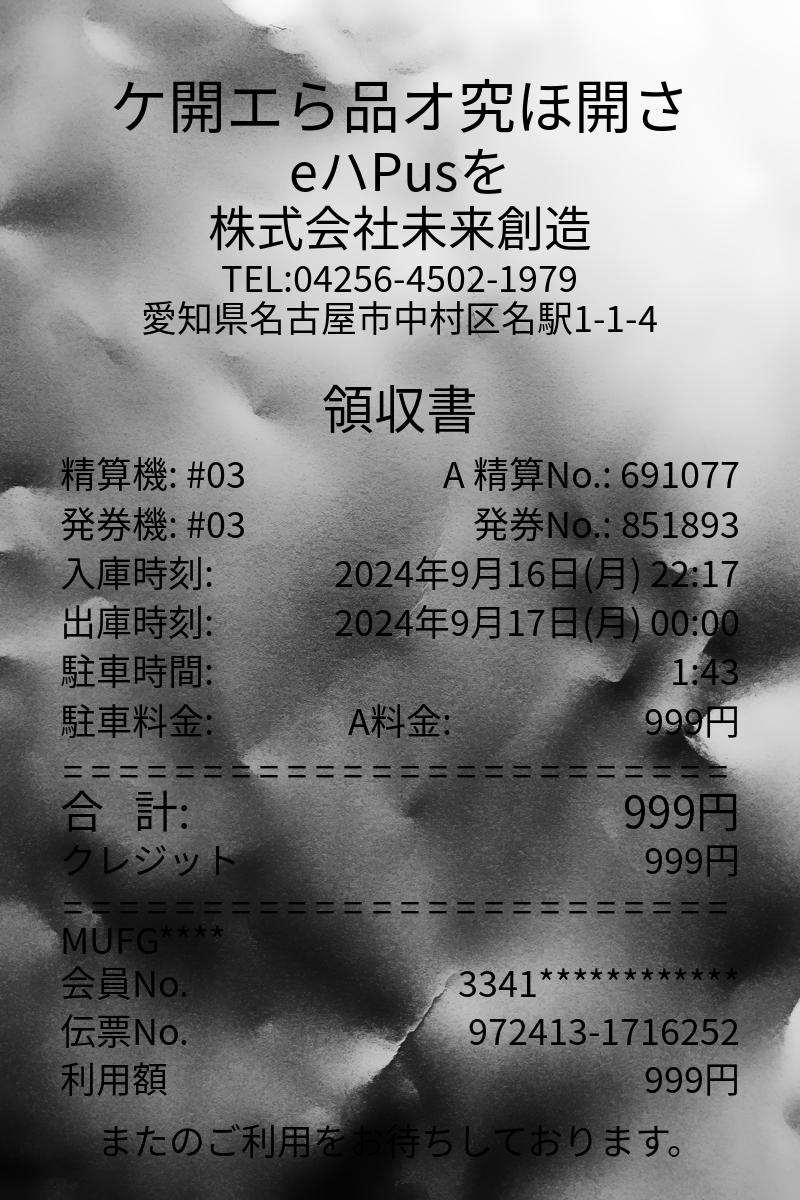 ケ開エら品オ究ほ開さ
eハPusを
株式会社未来創造
TEL:04256-4502-1979
愛知県名古屋市中村区名駅1-1-4
領収書
精算機: #03 A 精算No.: 691077
発券機: #03 発券No.: 851893
入庫時刻: 2024年9月16日(月) 22:17
出庫時刻: 2024年9月17日(月) 00:00
駐車時間: 1:43
駐車料金: A料金: 999円
========================
合 計: 999円
クレジット 999円
========================
MUFG****
会員No. 3341************
伝票No. 972413-1716252
利用額 999円
またのご利用をお待ちしております。